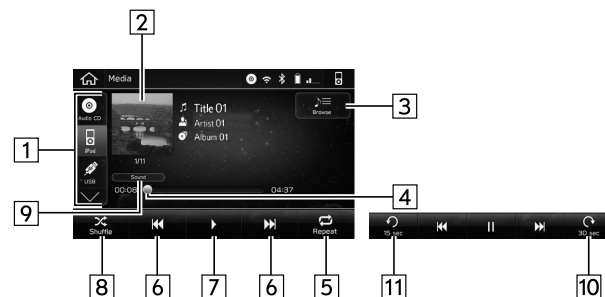 2
Media
Audio CD
iPod
USB
Title 01
Artist 01
Album 01
Browse
1/11
Sound
00:08
04:37
Shuffle
Repeat
15 sec
30 sec
1
3
4
9
8
6
7
6
5
11
10